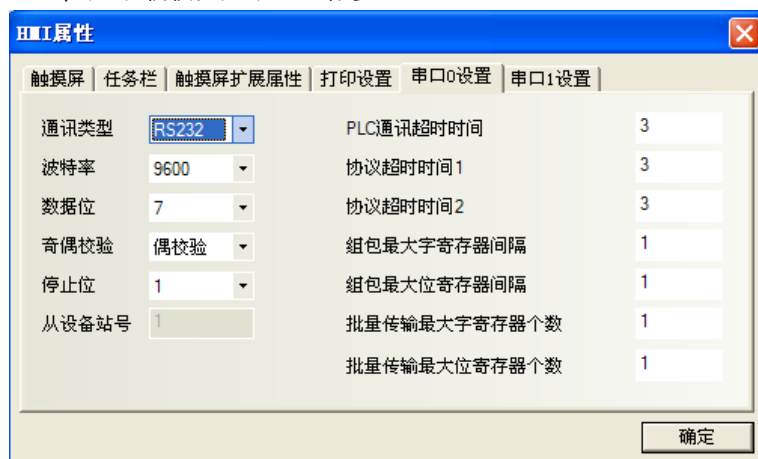 HMI属性
触摸屏 任务栏 触摸屏扩展属性 打印设置 串口0设置 串口1设置
通讯类型 RS232 PLC通讯超时时间 3
波特率 9600 协议超时时间1 3
数据位 7 协议超时时间2 3
奇偶校验 偶校验 组包最大字寄存器间隔 1
停止位 1 组包最大位寄存器间隔 1
从设备站号 1 批量传输最大字寄存器个数 1
批量传输最大位寄存器个数 1
确定